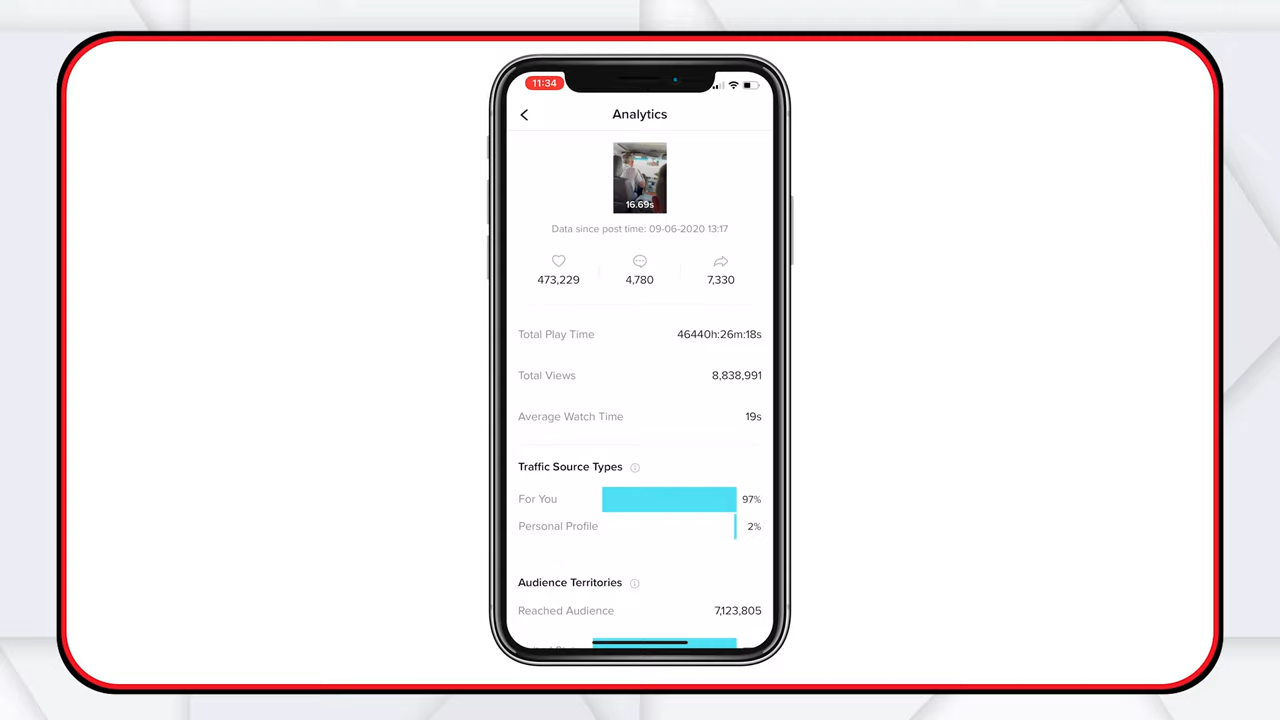 11:34
Analytics
16.69s
Data since post time: 09-06-2020 13:17
473,229 4,780 7,330
Total Play Time 46440h:26m:18s
Total Views 8,838,991
Average Watch Time 19s
Traffic Source Types
For You 97%
Personal Profile 2%
Audience Territories
Reached Audience 7,123,805